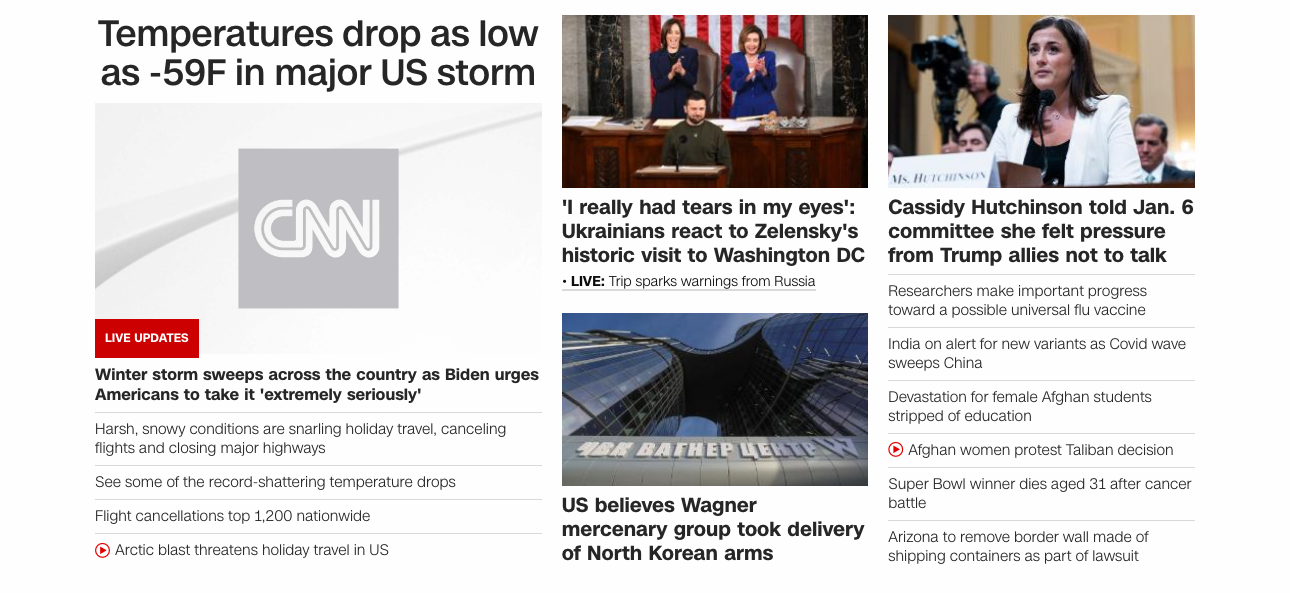 Temperatures drop as low
as -59F in major US storm
CNN
LIVE UPDATES
Winter storm sweeps across the country as Biden urges
Americans to take it 'extremely seriously'
Harsh, snowy conditions are snarling holiday travel, canceling
flights and closing major highways
See some of the record-shattering temperature drops
Flight cancellations top 1,200 nationwide
Arctic blast threatens holiday travel in US
'I really had tears in my eyes':
Ukrainians react to Zelensky's
historic visit to Washington DC
• LIVE: Trip sparks warnings from Russia
ЧВК ВАГНЕР ЦЕНТР W
US believes Wagner
mercenary group took delivery
of North Korean arms
Ms. Hutchinson
Cassidy Hutchinson told Jan. 6
committee she felt pressure
from Trump allies not to talk
Researchers make important progress
toward a possible universal flu vaccine
India on alert for new variants as Covid wave
sweeps China
Devastation for female Afghan students
stripped of education
Afghan women protest Taliban decision
Super Bowl winner dies aged 31 after cancer
battle
Arizona to remove border wall made of
shipping containers as part of lawsuit